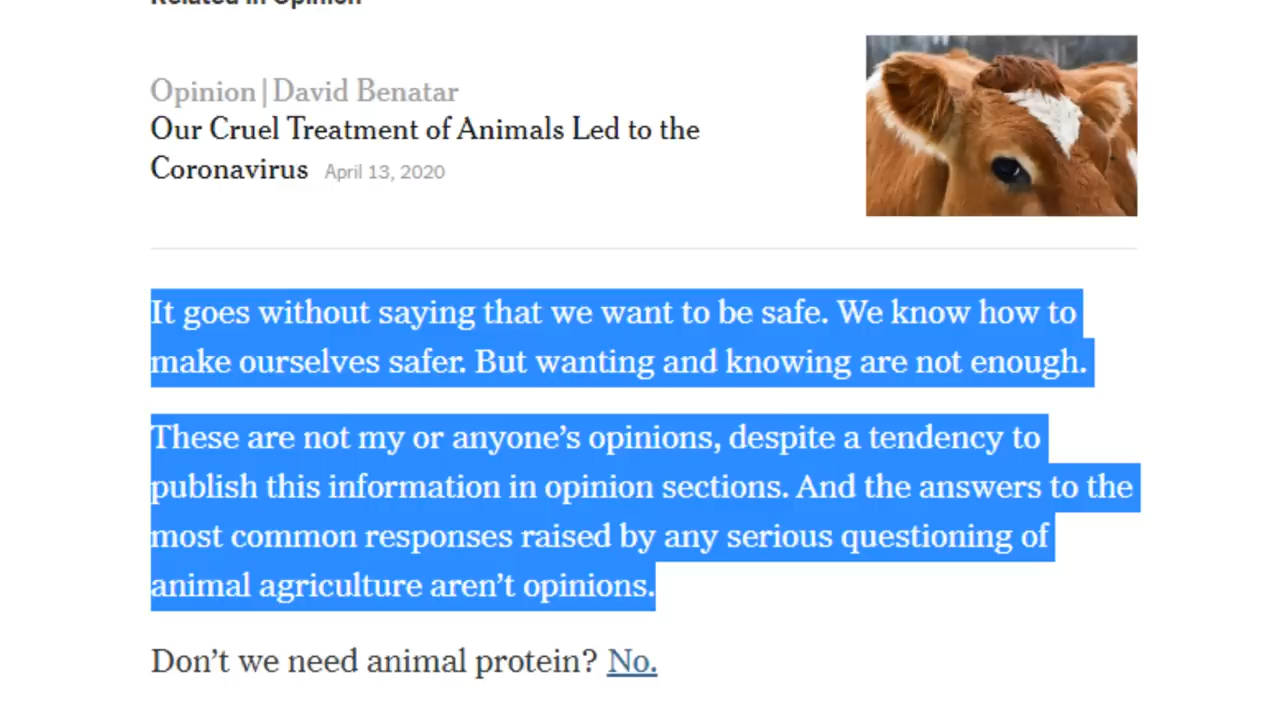 Related in Opinion
Opinion | David Benatar
Our Cruel Treatment of Animals Led to the
Coronavirus April 13, 2020
It goes without saying that we want to be safe. We know how to
make ourselves safer. But wanting and knowing are not enough.
These are not my or anyone’s opinions, despite a tendency to
publish this information in opinion sections. And the answers to the
most common responses raised by any serious questioning of
animal agriculture aren’t opinions.
Don’t we need animal protein? No.